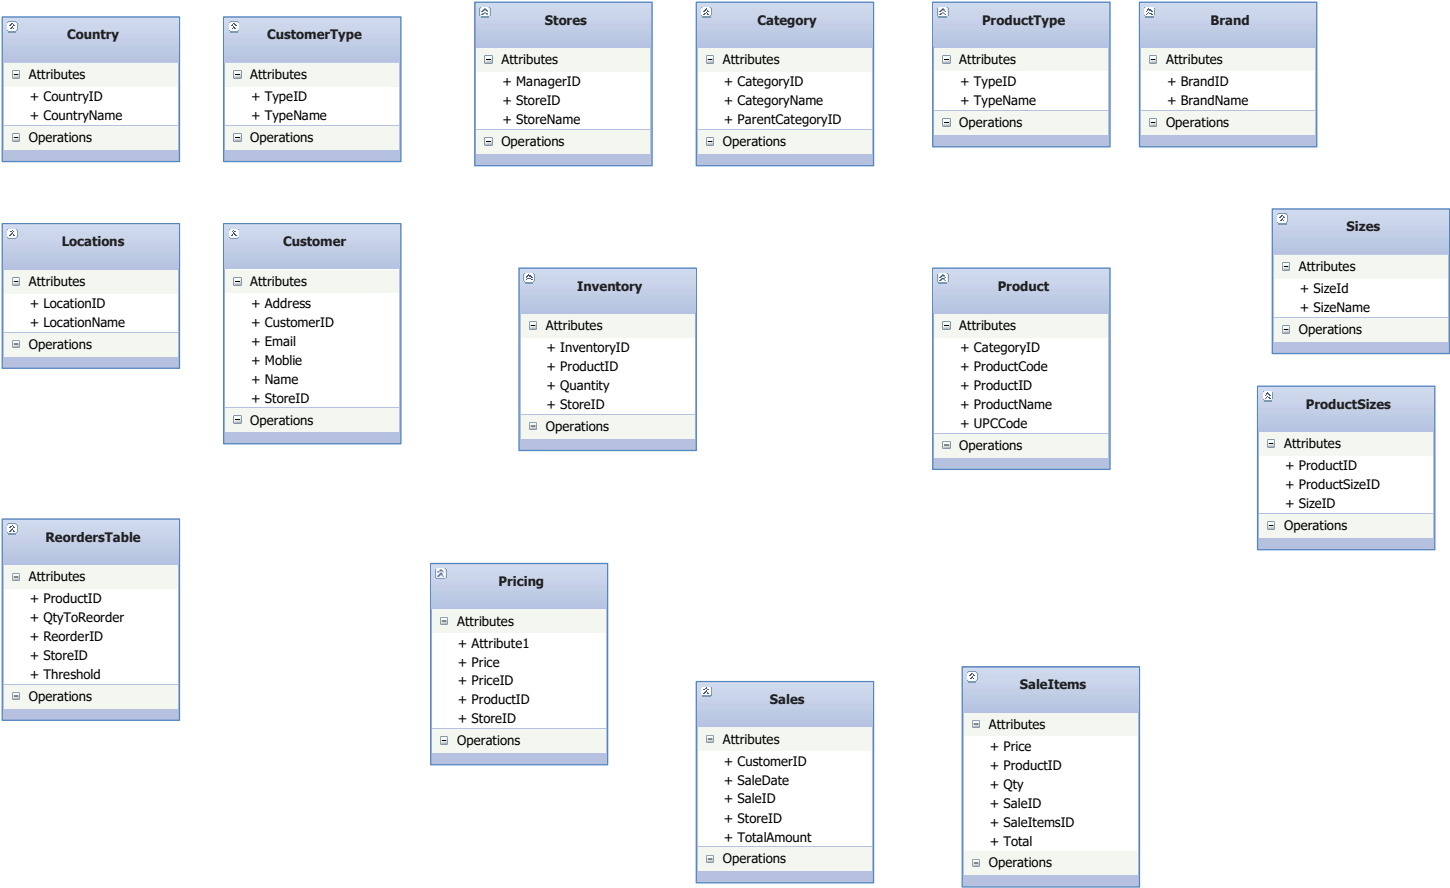 Country
Attributes
+ CountryID
+ CountryName
Operations
CustomerType
Attributes
+ TypeID
+ TypeName
Operations
Stores
Attributes
+ ManagerID
+ StoreID
+ StoreName
Operations
Category
Attributes
+ CategoryID
+ CategoryName
+ ParentCategoryID
Operations
ProductType
Attributes
+ TypeID
+ TypeName
Operations
Brand
Attributes
+ BrandID
+ BrandName
Operations
Locations
Attributes
+ LocationID
+ LocationName
Operations
Customer
Attributes
+ Address
+ CustomerID
+ Email
+ Moblie
+ Name
+ StoreID
Operations
Inventory
Attributes
+ InventoryID
+ ProductID
+ Quantity
+ StoreID
Operations
Product
Attributes
+ CategoryID
+ ProductCode
+ ProductID
+ ProductName
+ UPCCode
Operations
Sizes
Attributes
+ SizeId
+ SizeName
Operations
ProductSizes
Attributes
+ ProductID
+ ProductSizeID
+ SizeID
Operations
ReordersTable
Attributes
+ ProductID
+ QtyToReorder
+ ReorderID
+ StoreID
+ Threshold
Operations
Pricing
Attributes
+ Attribute1
+ Price
+ PriceID
+ ProductID
+ StoreID
Operations
Sales
Attributes
+ CustomerID
+ SaleDate
+ SaleID
+ StoreID
+ TotalAmount
Operations
SaleItems
Attributes
+ Price
+ ProductID
+ Qty
+ SaleID
+ SaleItemsID
+ Total
Operations